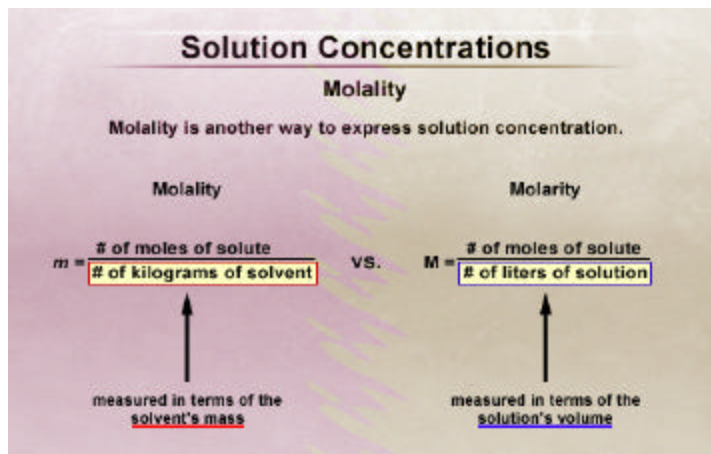 Solution Concentrations
Molality
Molality is another way to express solution concentration.
Molality
Molarity
m = # of moles of solute
# of kilograms of solvent
vs.
M = # of moles of solute
# of liters of solution
measured in terms of the
solvent's mass
measured in terms of the
solution's volume